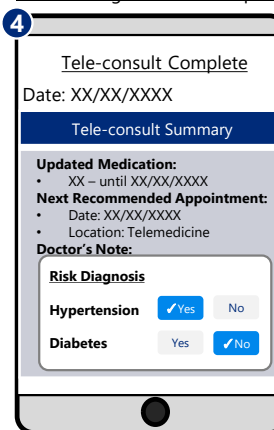 4
Tele-consult Complete
Date: XX/XX/XXXX
Tele-consult Summary
Updated Medication:
• XX – until XX/XX/XXXX
Next Recommended Appointment:
• Date: XX/XX/XXXX
• Location: Telemedicine
Doctor's Note:
Risk Diagnosis
Hypertension ✓Yes No
Diabetes Yes ✓No